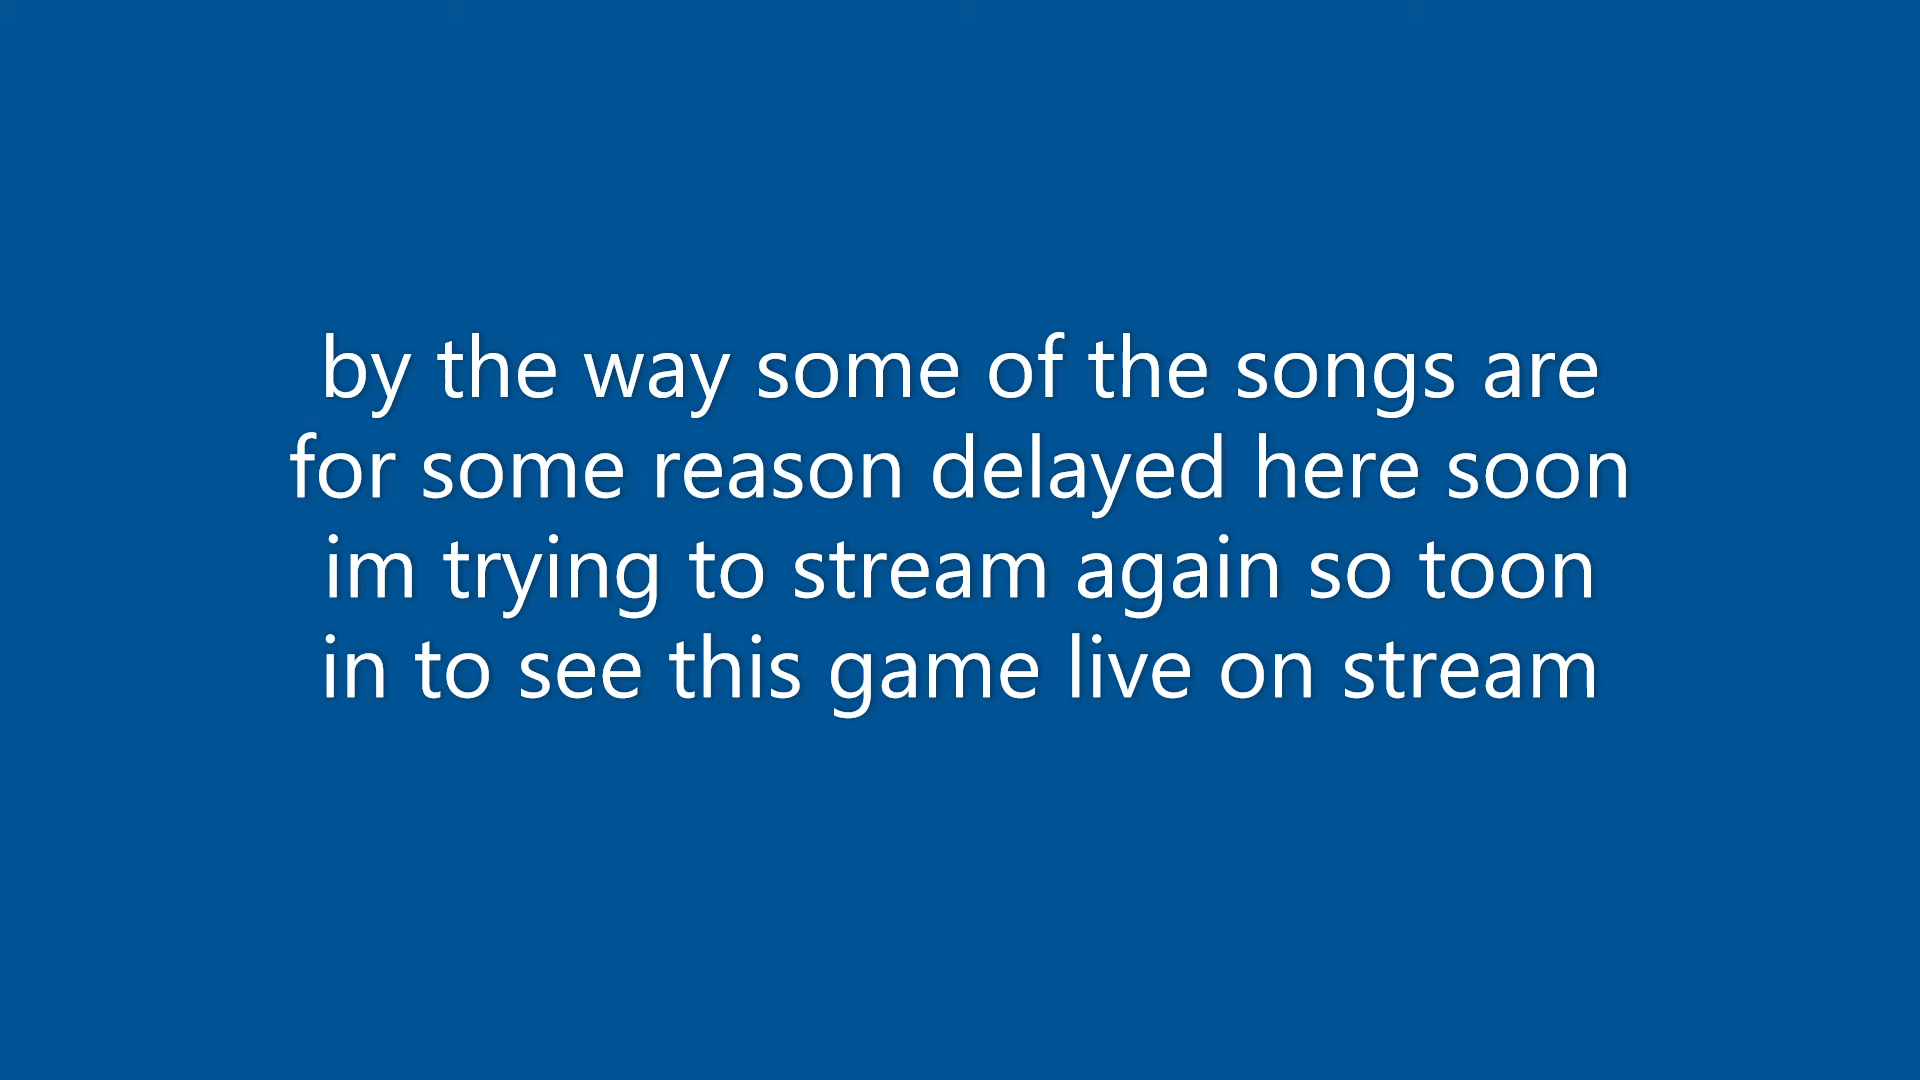 by the way some of the songs are
for some reason delayed here soon
im trying to stream again so toon
in to see this game live on stream